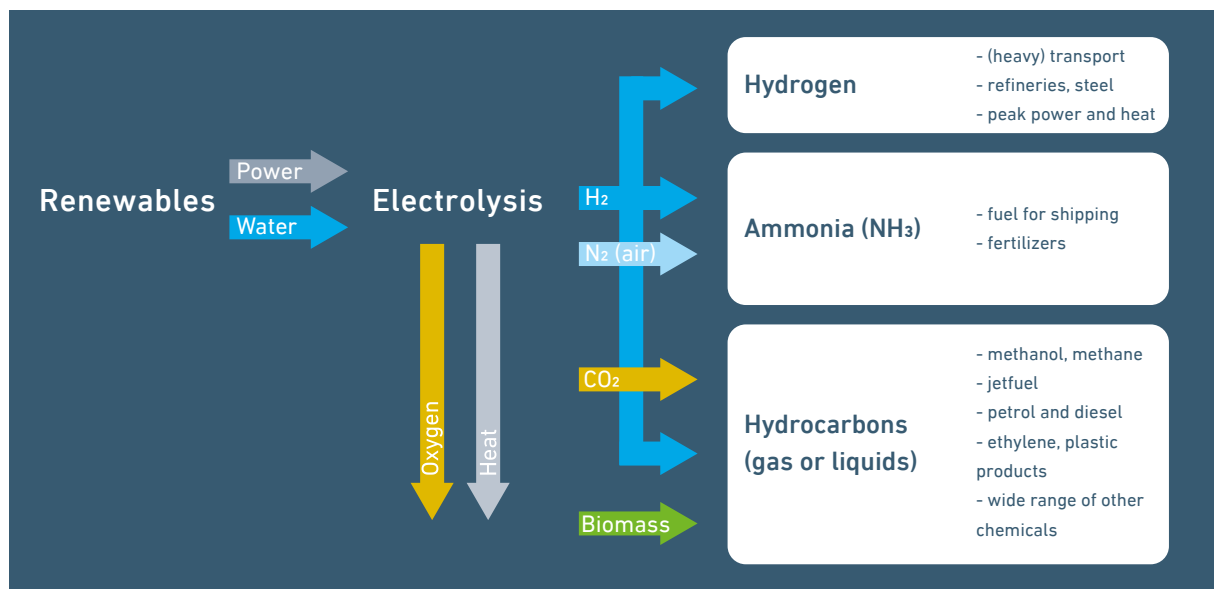 Renewables
Power
Water
Electrolysis
Oxygen
Heat
H₂
N₂ (air)
CO₂
Biomass
Hydrogen
- (heavy) transport
- refineries, steel
- peak power and heat
Ammonia (NH₃)
- fuel for shipping
- fertilizers
Hydrocarbons
(gas or liquids)
- methanol, methane
- jetfuel
- petrol and diesel
- ethylene, plastic
products
- wide range of other
chemicals